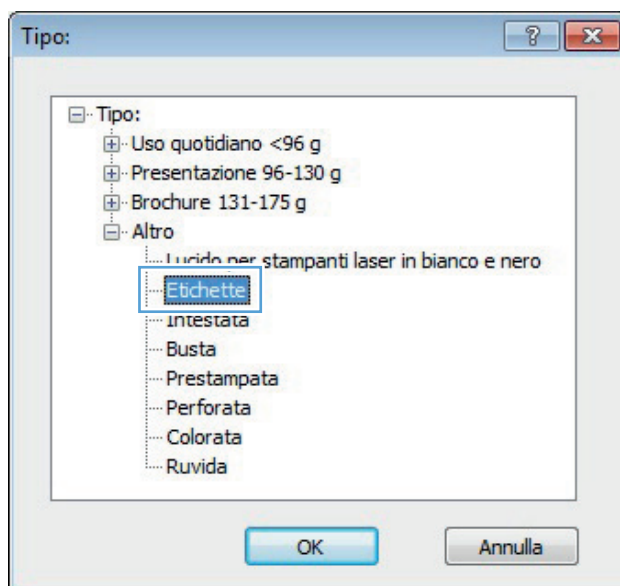 Tipo:
Tipo:
Uso quotidiano <96 g
Presentazione 96-130 g
Brochure 131-175 g
Altro
Lucido per stampanti laser in bianco e nero
Etichette
Intestata
Busta
Prestampata
Perforata
Colorata
Ruvida
OK Annulla